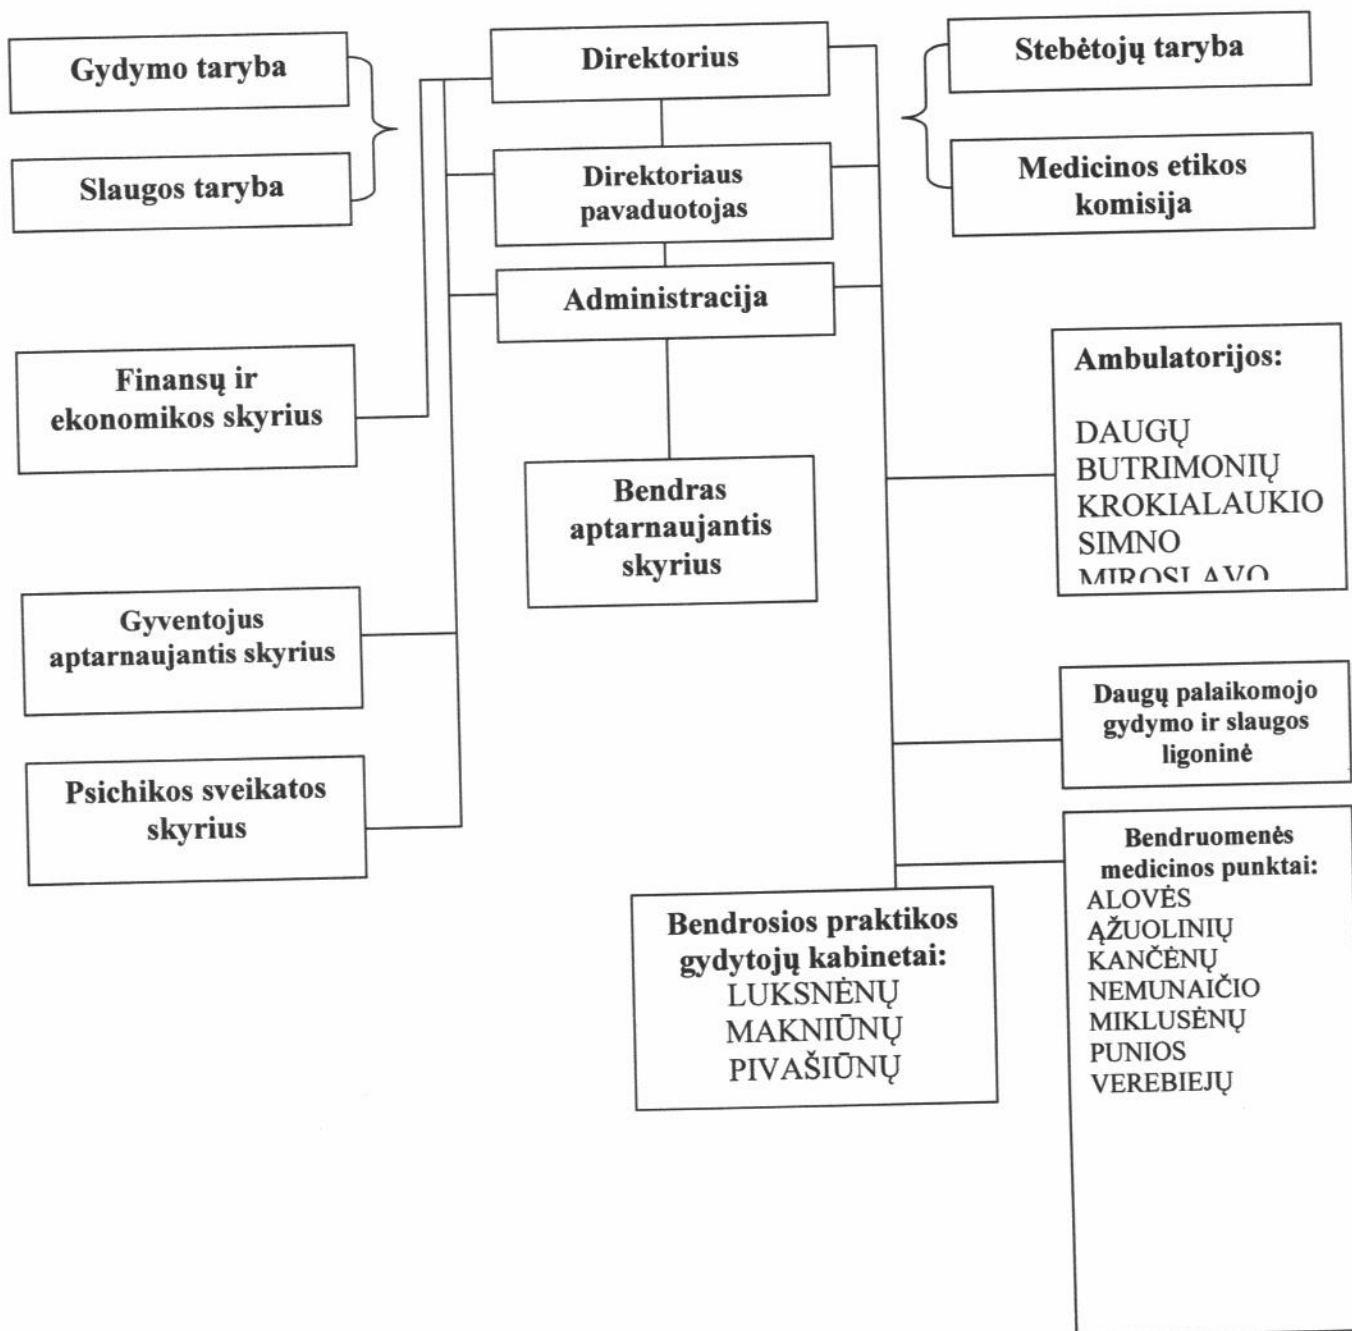 Gydymo taryba
Slaugos taryba
Direktorius
Direktoriaus
pavaduotojas
Administracija
Stebėtojų taryba
Medicinos etikos
komisija
Finansų ir
ekonomikos skyrius
Bendras
aptarnaujantis
skyrius
Ambulatorijos:
DAUGŲ
BUTRIMONIŲ
KROKIALAUKIO
SIMNO
MIROSLAVO
Gyventojus
aptarnaujantis skyrius
Psichikos sveikatos
skyrius
Daugų palaikomojo
gydymo ir slaugos
ligoninė
Bendrosios praktikos
gydytojų kabinetai:
LUKSNĖNŲ
MAKNIŪNŲ
PIVAŠIŪNŲ
Bendruomenės
medicinos punktai:
ALOVĖS
ĄŽUOLINIŲ
KANČĖNŲ
NEMUNAIČIO
MIKLUSĖNŲ
PUNIOS
VEREBIEJŲ